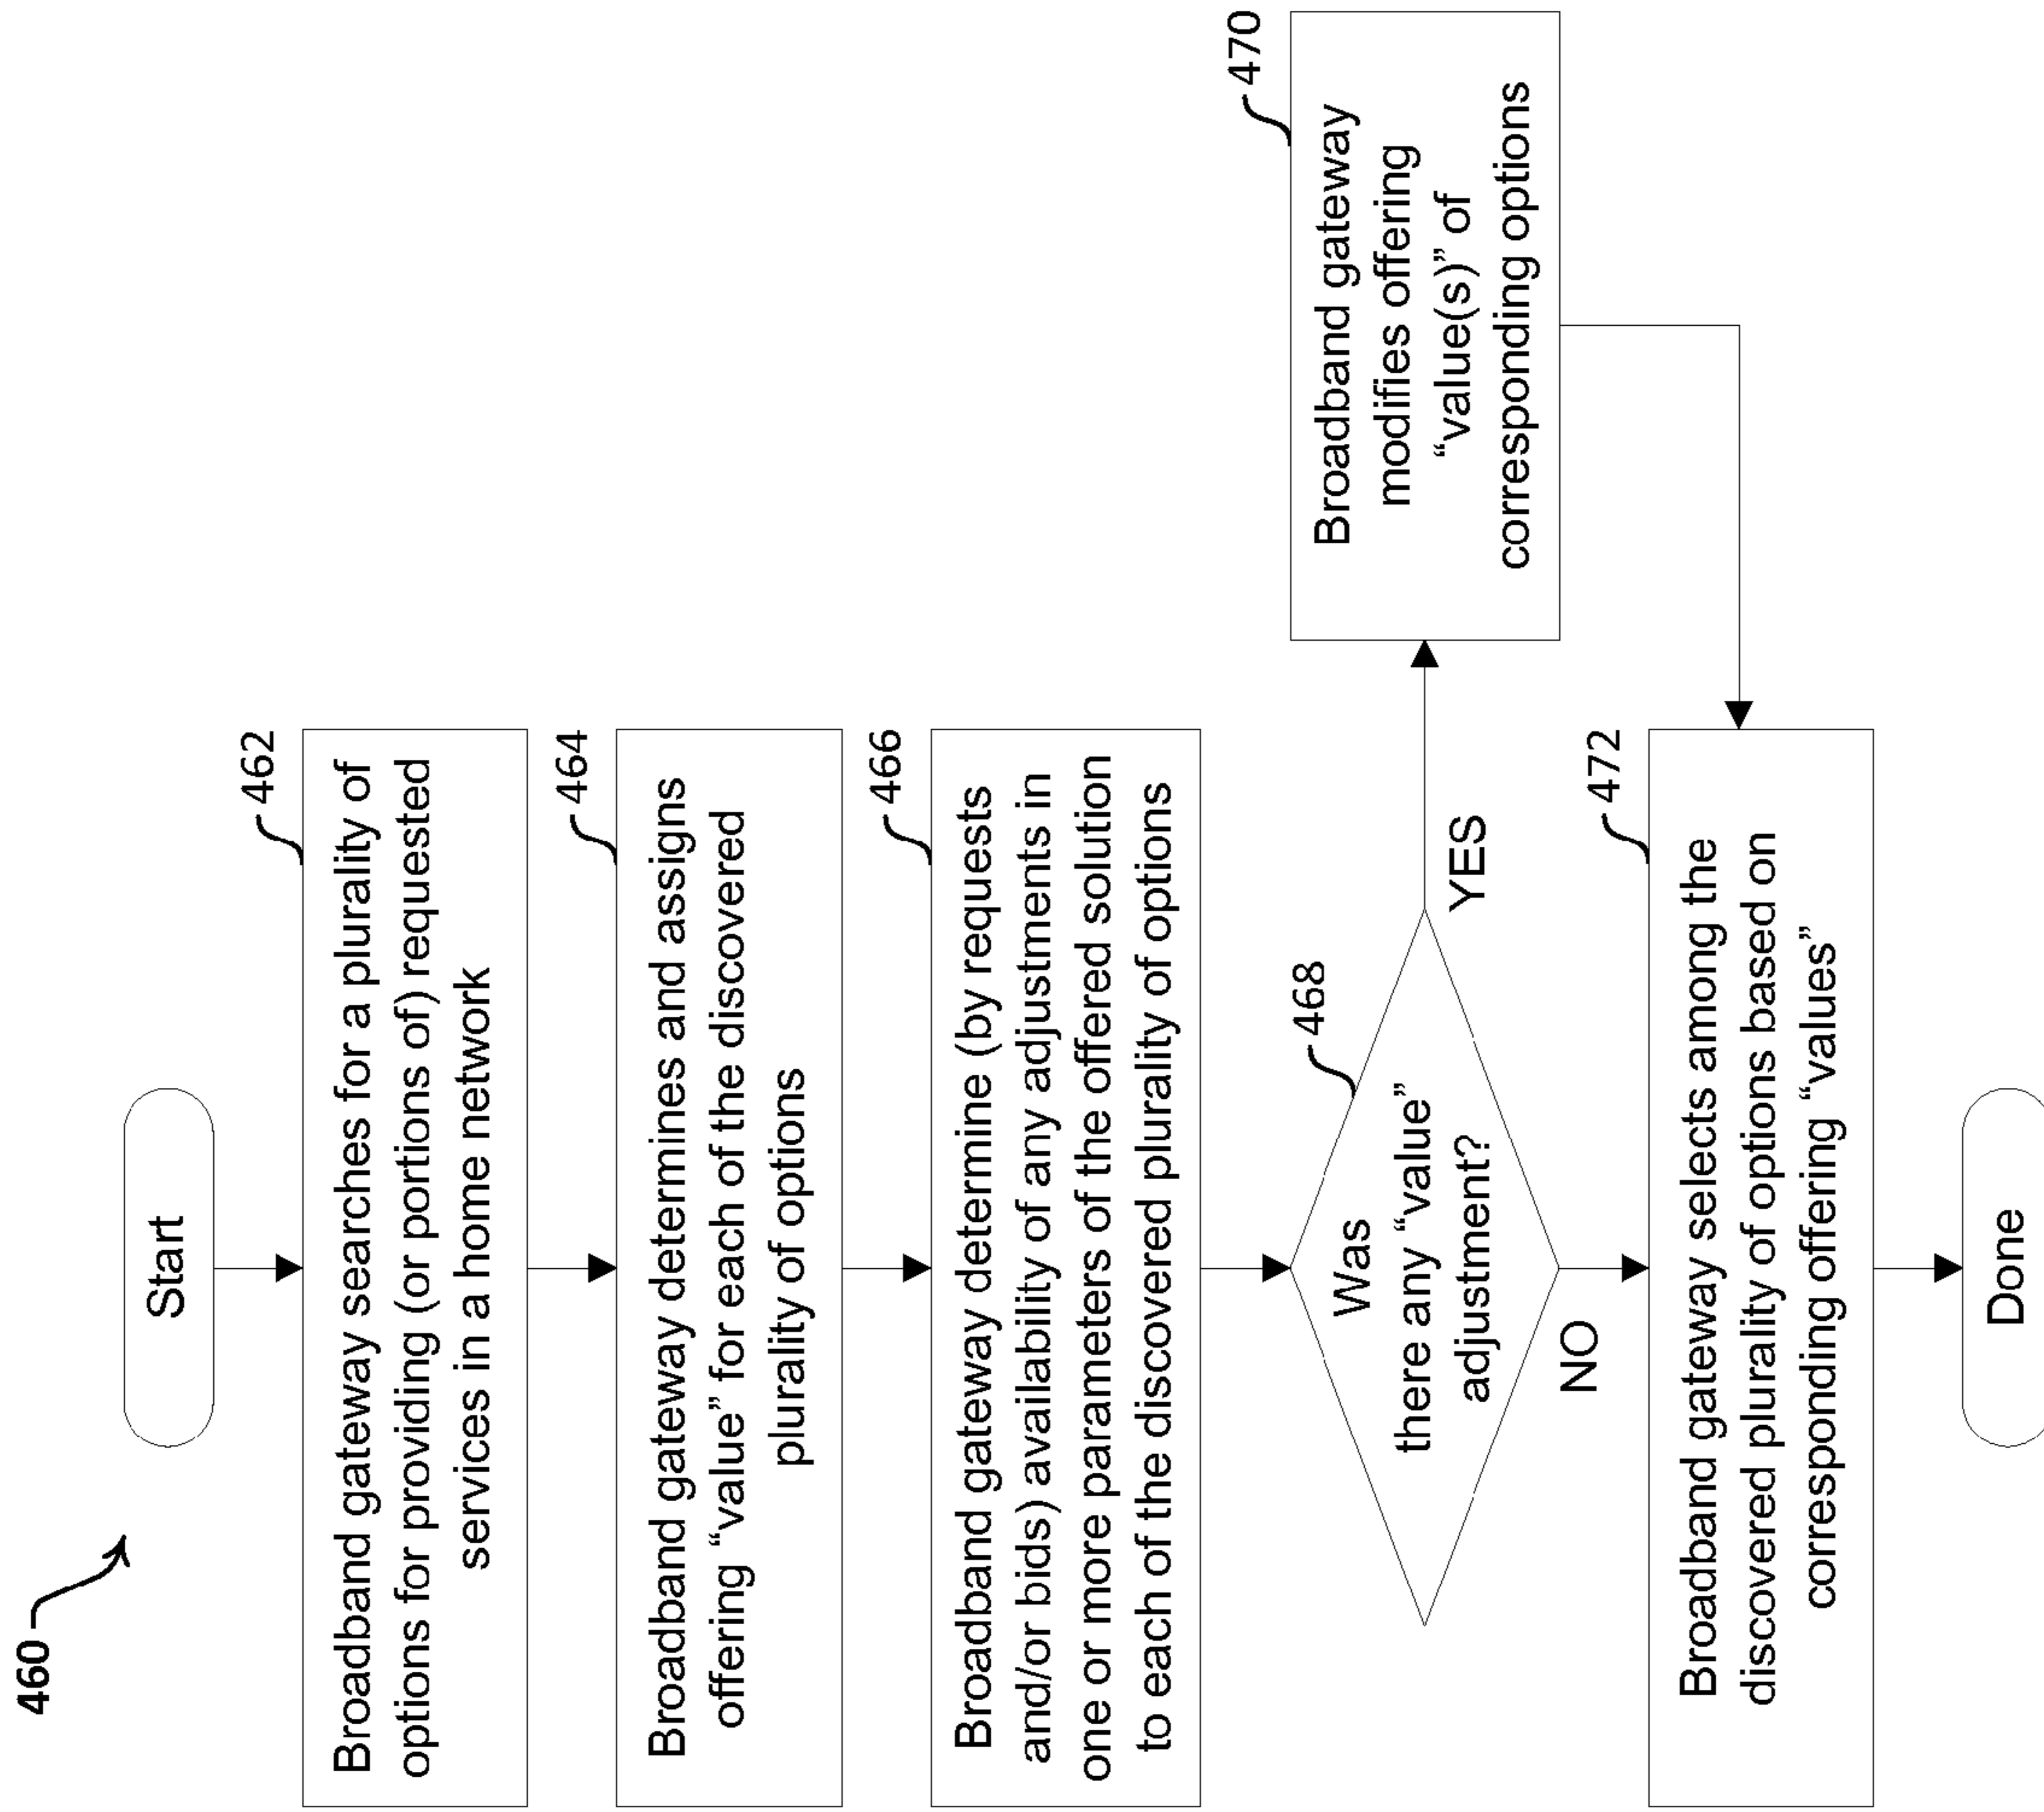 460
Start
462
Broadband gateway searches for a plurality of
options for providing (or portions of) requested
services in a home network
464
Broadband gateway determines and assigns
offering “value” for each of the discovered
plurality of options
466
Broadband gateway determine (by requests
and/or bids) availability of any adjustments in
one or more parameters of the offered solution
to each of the discovered plurality of options
468
Was
there any “value”
adjustment?
YES
NO
470
Broadband gateway
modifies offering
“value(s)” of
corresponding options
472
Broadband gateway selects among the
discovered plurality of options based on
corresponding offering “values”
Done